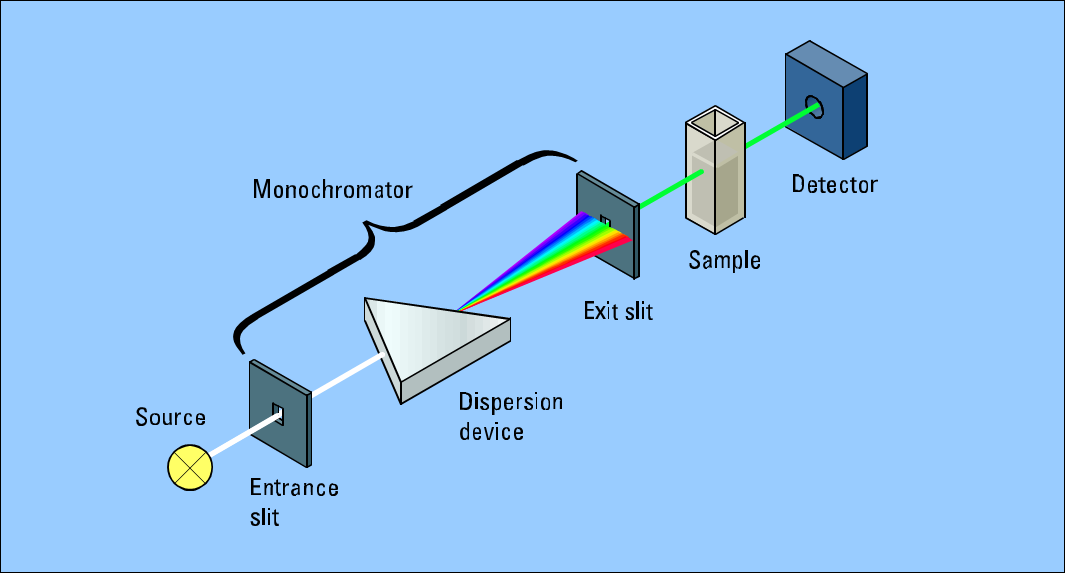 Monochromator
Detector
Sample
Exit slit
Dispersion
device
Source
Entrance
slit